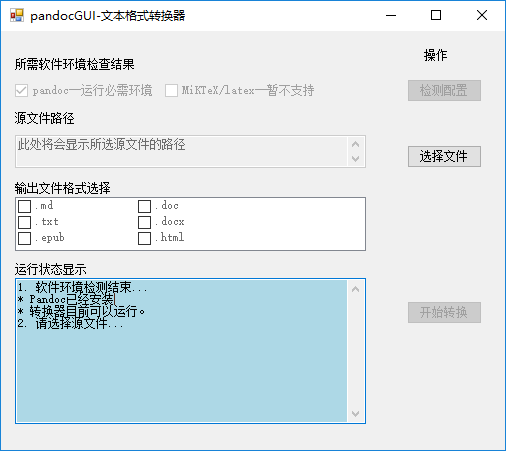 pandocGUI-文本格式转换器
操作
所需软件环境检查结果
pandoc—运行必需环境 MiKTeX/latex—暂不支持
检测配置
源文件路径
此处将会显示所选源文件的路径
选择文件
输出文件格式选择
.md .doc
.txt .docx
.epub .html
运行状态显示
1. 软件环境检测结束...
* Pandoc已经安装
* 转换器目前可以运行。
2. 请选择源文件...
开始转换